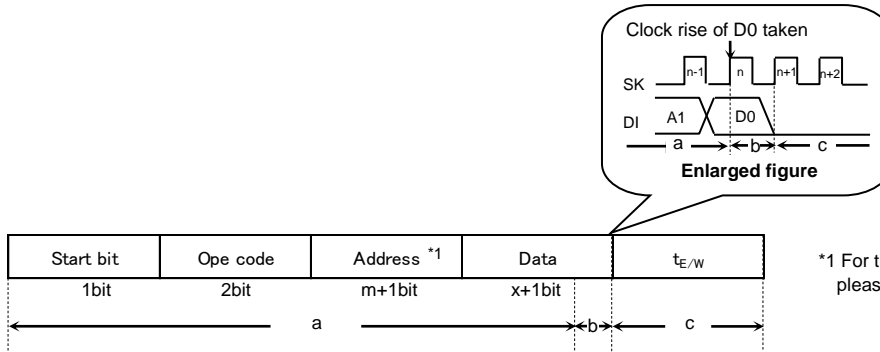 Clock rise of D0 taken
SK n-1 n n+1 n+2
DI A1 D0
a b c
Enlarged figure
Start bit Ope code Address *1 Data tE/W
1bit 2bit m+1bit x+1bit
a b c
*1 For t
pleas